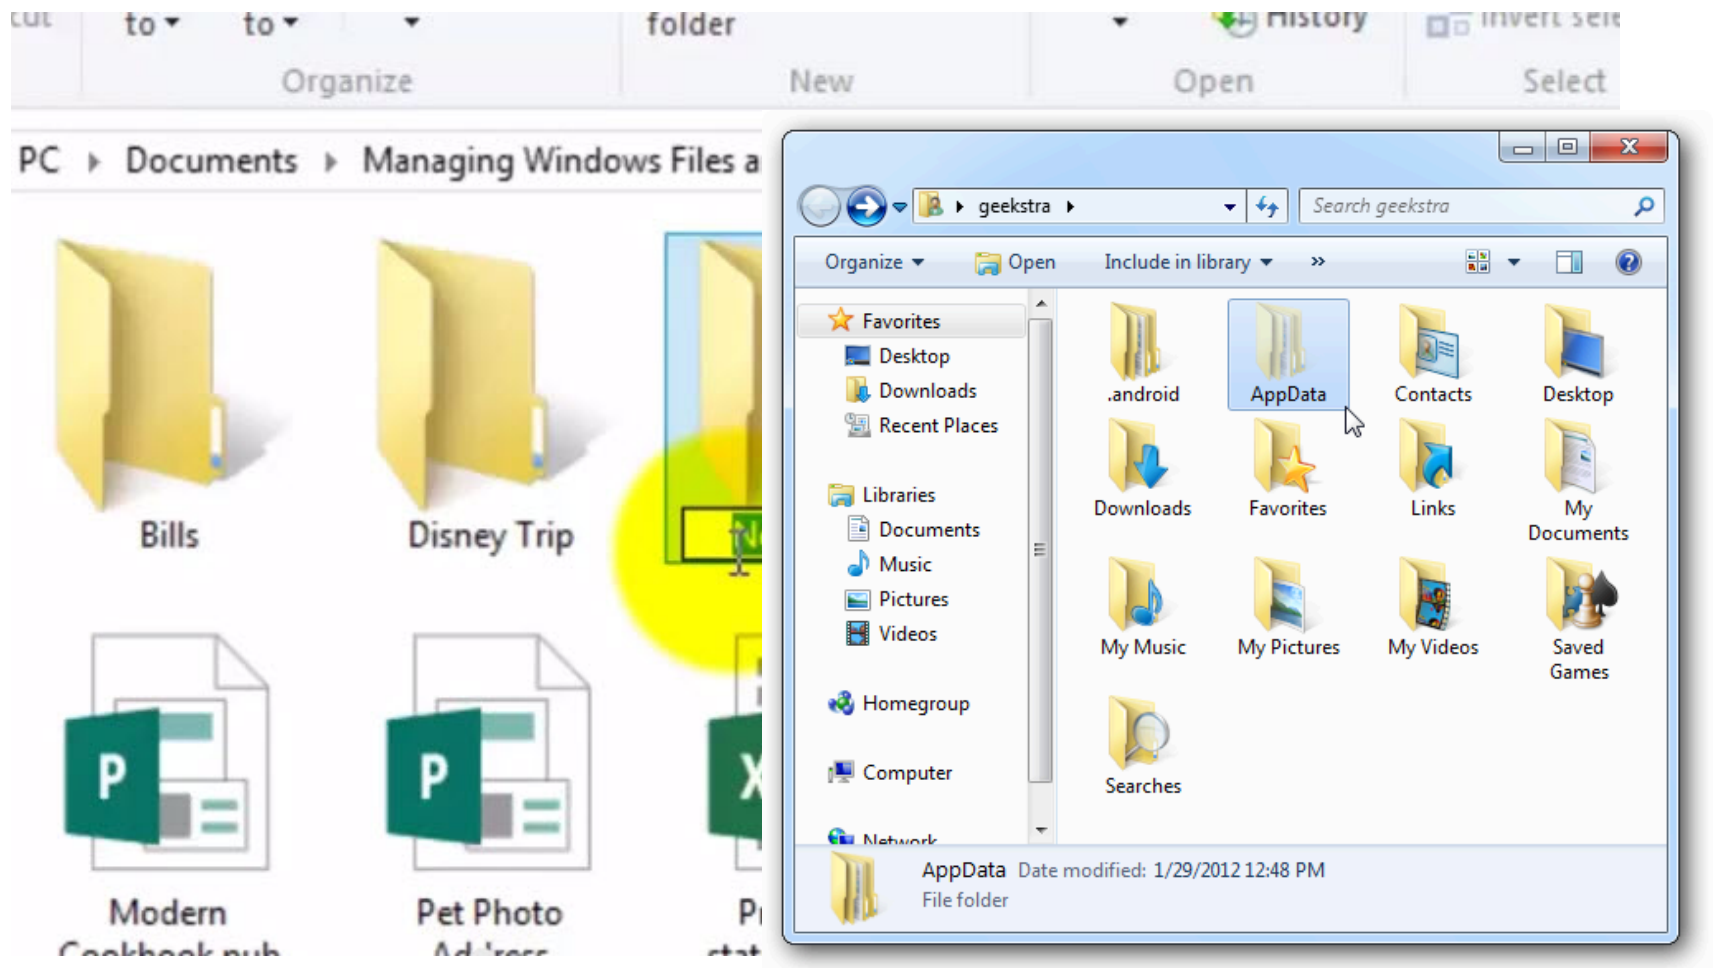 to to
folder
History
Invert
Organize New Open Select
PC Documents Managing Windows Files
Bills
Disney Trip
P
P
X
Modern
Pet Photo
geekstra
Search geekstra
Organize Open Include in library »
Favorites
Desktop
Downloads
Recent Places
Libraries
Documents
Music
Pictures
Videos
Homegroup
Computer
Network
.android AppData Contacts Desktop
Downloads Favorites Links My
Documents
My Music My Pictures My Videos Saved
Games
Searches
AppData Date modified: 1/29/2012 12:48 PM
File folder